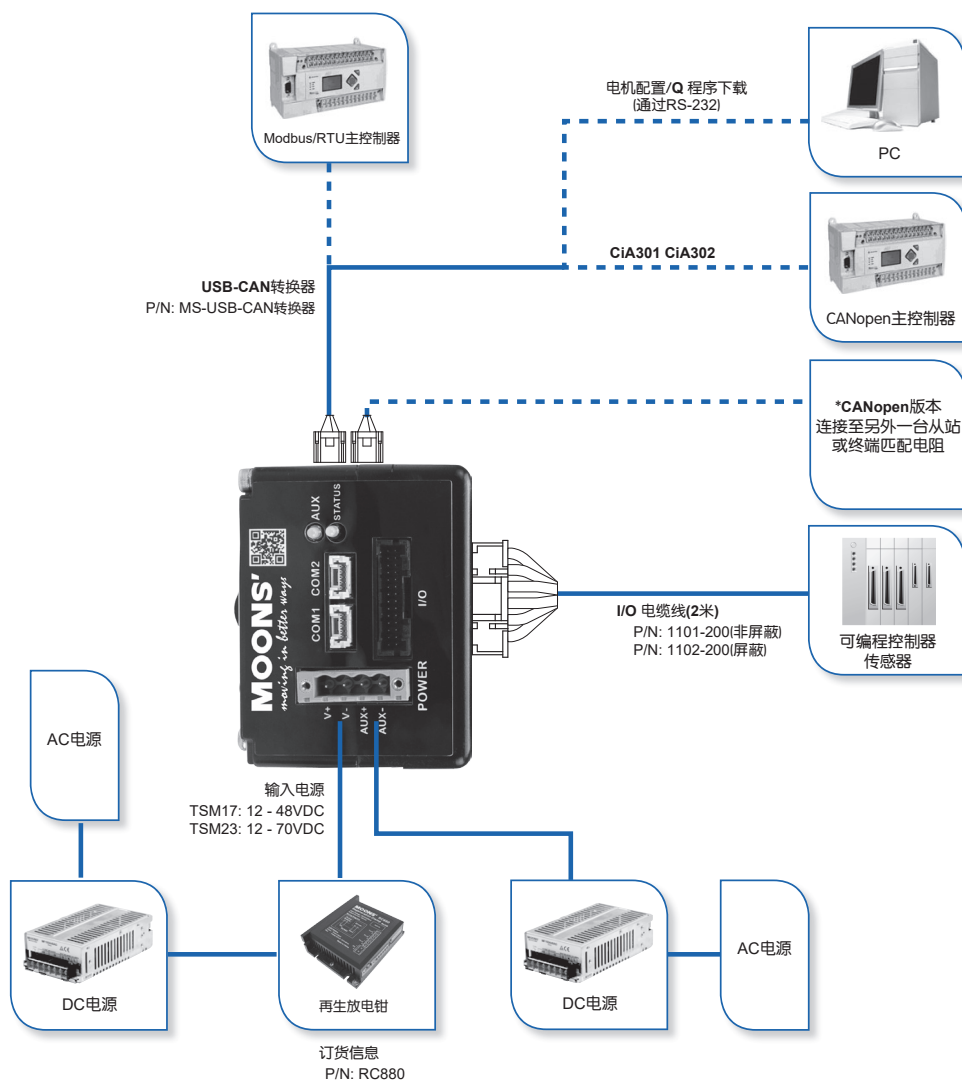 Modbus/RTU主控制器
电机配置/Q 程序下载
(通过RS-232)
PC
CiA301 CiA302
CANopen主控制器
USB-CAN转换器
P/N: MS-USB-CAN转换器
*CANopen版本
连接至另外一台从站
或终端匹配电阻
AUX
STATUS
COM2
COM1
I/O
MOONS'
moving in better ways
POWER
V+
V-
AUX+
AUX-
I/O 电缆线(2米)
P/N: 1101-200(非屏蔽)
P/N: 1102-200(屏蔽)
可编程控制器
传感器
AC电源
输入电源
TSM17: 12 - 48VDC
TSM23: 12 - 70VDC
DC电源
MOONS'
再生放电钳
DC电源
AC电源
订货信息
P/N: RC880